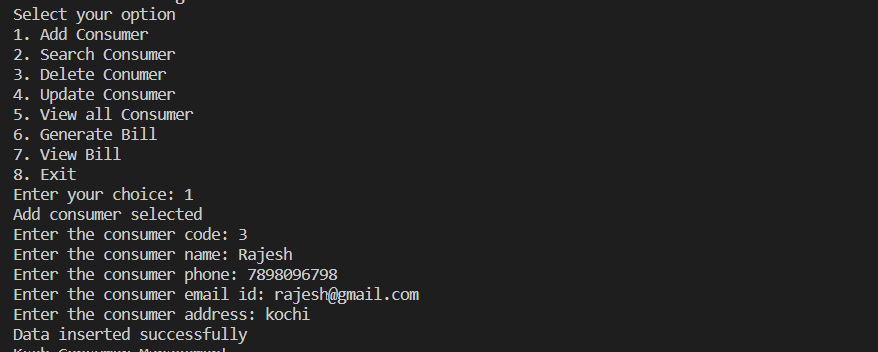 Select your option
1. Add Consumer
2. Search Consumer
3. Delete Conumer
4. Update Consumer
5. View all Consumer
6. Generate Bill
7. View Bill
8. Exit
Enter your choice: 1
Add consumer selected
Enter the consumer code: 3
Enter the consumer name: Rajesh
Enter the consumer phone: 7898096798
Enter the consumer email id: rajesh@gmail.com
Enter the consumer address: kochi
Data inserted successfully